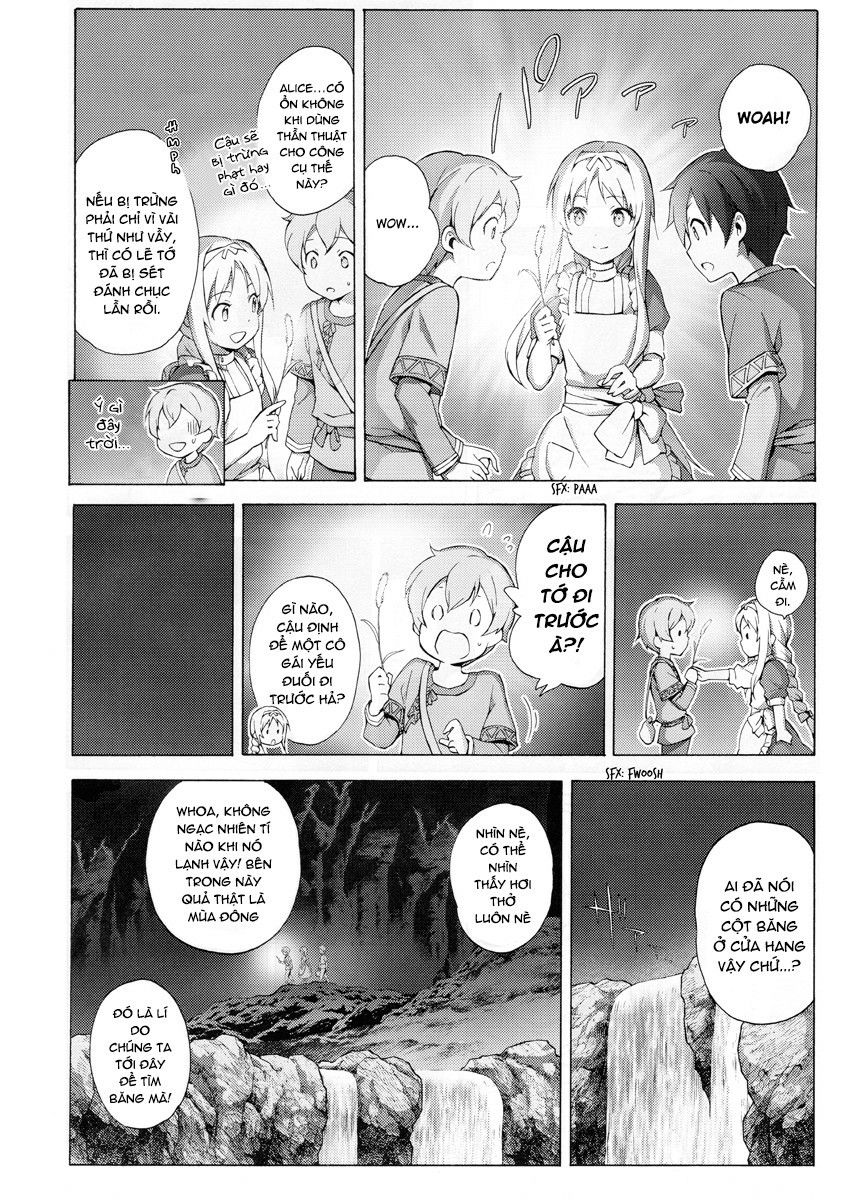 WOAH!
パアァァ
WOW...
SFX: PAAA
ALICE...CÓ
ỔN KHÔNG
KHI DÙNG
THẦN THUẬT
CHO CÔNG
CỤ THẾ
NÀY?
Cậu sẽ
bị trừng
phạt hay
gì đó...
HMPH
NẾU BỊ TRỪNG
PHẢI CHỈ VÌ VÀI
THỨ NHƯ VẦY,
THÌ CÓ LẼ TỚ
ĐÃ BỊ SÉT
ĐÁNH CHỤC
LẦN RỒI.
Ý gì
đây
trời...
NÈ,
CẦM
ĐI.
CẬU
CHO
TỚ ĐI
TRƯỚC
À?!
GÌ NÀO,
CẬU ĐỊNH
ĐỂ MỘT CÔ
GÁI YẾU
ĐUỐI ĐI
TRƯỚC HẢ?
SFX: FWOOSH
AI ĐÃ NÓI
CÓ NHỮNG
CỘT BĂNG
Ở CỬA HANG
VẬY CHỨ...?
NHÌN NÈ,
CÓ THỂ
NHÌN
THẤY HƠI
THỞ
LUÔN NÈ
WHOA, KHÔNG
NGẠC NHIÊN TÍ
NÀO KHI NÓ
LẠNH VẬY! BÊN
TRONG NÀY
QUẢ THẬT LÀ
MÙA ĐÔNG
ĐÓ LÀ LÍ
DO
CHÚNG TA
TỚI ĐÂY
ĐỂ TÌM
BĂNG MÀ!